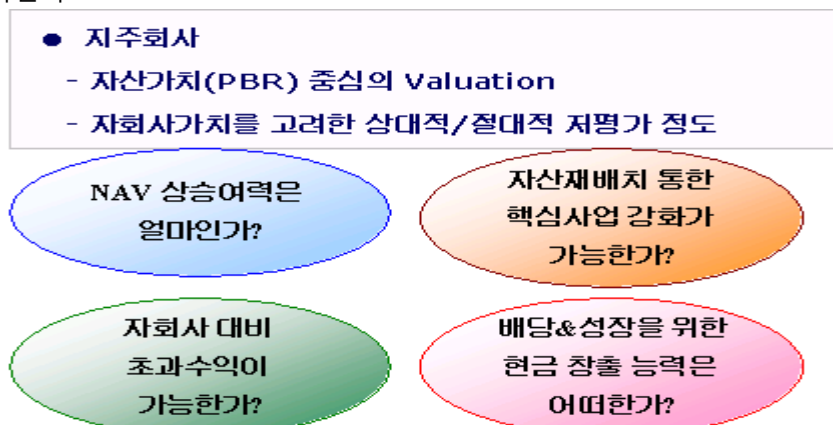 ● 지주회사
- 자산가치(PBR) 중심의 Valuation
- 자회사가치를 고려한 상대적/절대적 저평가 정도
NAV 상승여력은
얼마인가?
자산재배치 통한
핵심사업 강화가
가능한가?
자회사 대비
초과수익이
가능한가?
배당&성장을 위한
현금 창출 능력은
어떠한가?